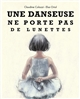 UNE DANSEUSE
NE PORTE PAS
DE LUNETTES